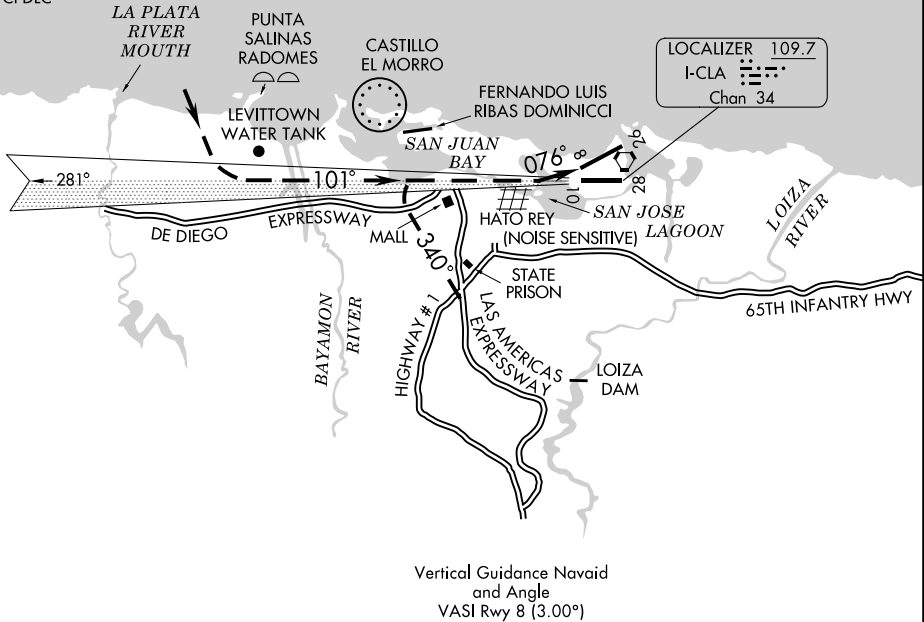 LA PLATA
RIVER
MOUTH
PUNTA
SALINAS
RADOMES
CASTILLO
EL MORRO
LOCALIZER 109.7
I-CLA
Chan 34
LEVITTOWN
WATER TANK
FERNANDO LUIS
RIBAS DOMINICCI
SAN JUAN
BAY
076°
8
26
281°
101°
10
28
DE DIEGO
EXPRESSWAY
MALL
HATO REY
(NOISE SENSITIVE)
SAN JOSE
LAGOON
LOIZA
RIVER
340°
STATE
PRISON
65TH INFANTRY HWY
BAYAMON
RIVER
HIGHWAY # 1
LAS AMERICAS
EXPRESSWAY
LOIZA
DAM
Vertical Guidance Navaid
and Angle
VASI Rwy 8 (3.00°)